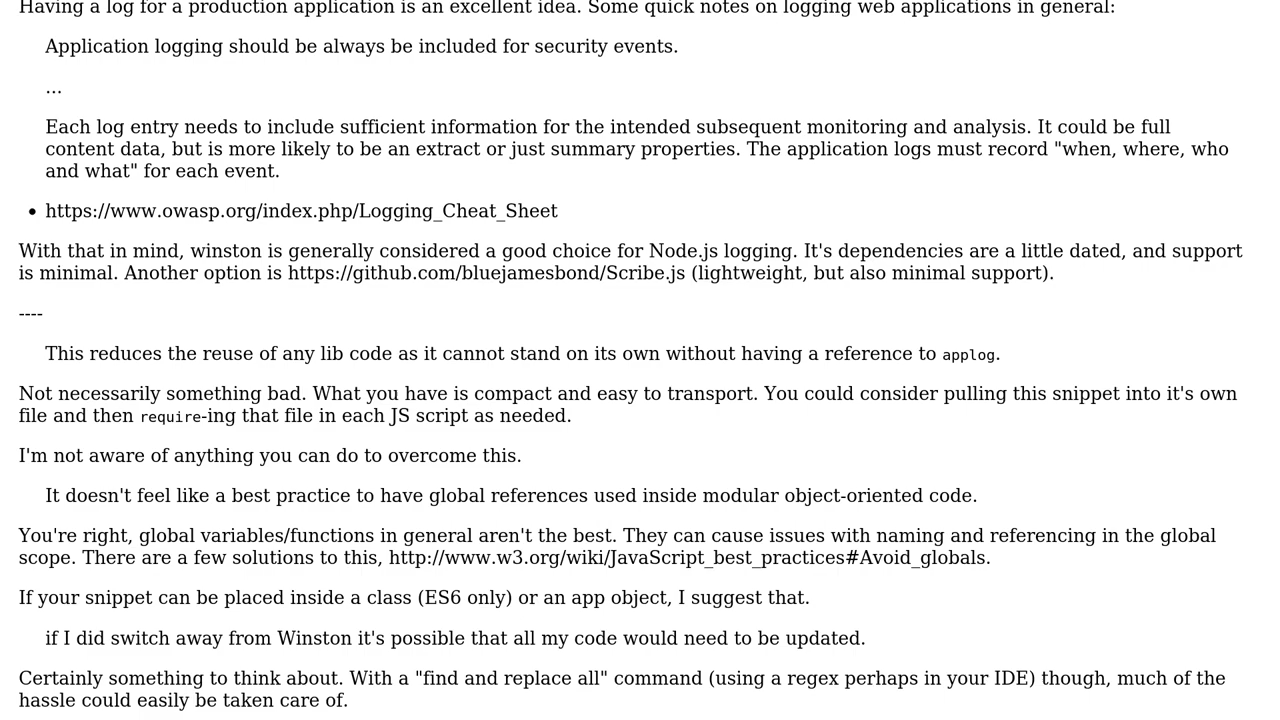 Having a log for a production application is an excellent idea. Some quick notes on logging web applications in general:
Application logging should be always be included for security events.
...
Each log entry needs to include sufficient information for the intended subsequent monitoring and analysis. It could be full
content data, but is more likely to be an extract or just summary properties. The application logs must record "when, where, who
and what" for each event.
• https://www.owasp.org/index.php/Logging_Cheat_Sheet
With that in mind, winston is generally considered a good choice for Node.js logging. It's dependencies are a little dated, and support
is minimal. Another option is https://github.com/bluejamesbond/Scribe.js (lightweight, but also minimal support).
----
This reduces the reuse of any lib code as it cannot stand on its own without having a reference to applog.
Not necessarily something bad. What you have is compact and easy to transport. You could consider pulling this snippet into it's own
file and then require-ing that file in each JS script as needed.
I'm not aware of anything you can do to overcome this.
It doesn't feel like a best practice to have global references used inside modular object-oriented code.
You're right, global variables/functions in general aren't the best. They can cause issues with naming and referencing in the global
scope. There are a few solutions to this, http://www.w3.org/wiki/JavaScript_best_practices#Avoid_globals.
If your snippet can be placed inside a class (ES6 only) or an app object, I suggest that.
if I did switch away from Winston it's possible that all my code would need to be updated.
Certainly something to think about. With a "find and replace all" command (using a regex perhaps in your IDE) though, much of the
hassle could easily be taken care of.